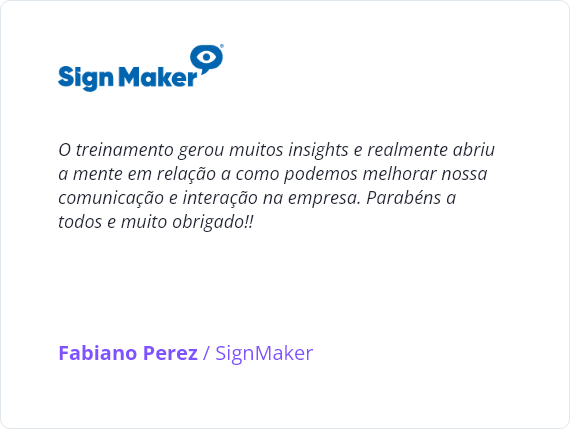 Sign Maker
O treinamento gerou muitos insights e realmente abriu
a mente em relação a como podemos melhorar nossa
comunicação e interação na empresa. Parabéns a
todos e muito obrigado!!
Fabiano Perez / SignMaker